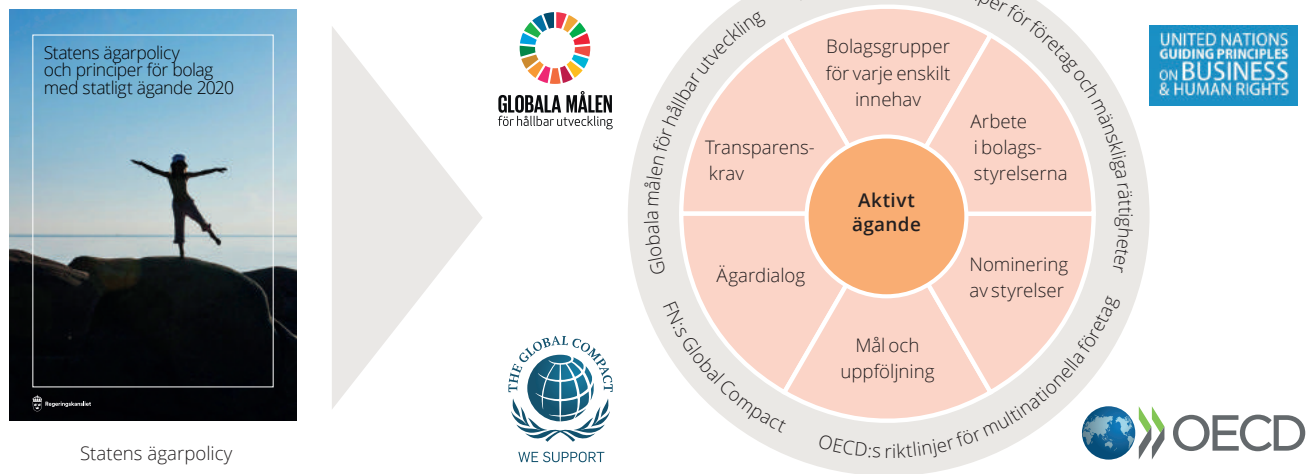 Statens ägarpolicy
och principer för bolag
med statligt ägande 2020
Regeringskansliet
Statens ägarpolicy
GLOBALA MÅLEN
för hållbar utveckling
THE GLOBAL COMPACT
WE SUPPORT
Globala målen för hållbar utveckling
för företag och mänskliga rättigheter
OECD:s riktlinjer för multinationella företag
FN:s Global Compact
Bolagsgrupper
för varje enskilt
innehav
Arbete
i bolags-
styrelserna
Nominering
av styrelser
Mål och
uppföljning
Ägardialog
Transparens-
krav
Aktivt
ägande
UNITED NATIONS
GUIDING PRINCIPLES
ON BUSINESS
& HUMAN RIGHTS
OECD